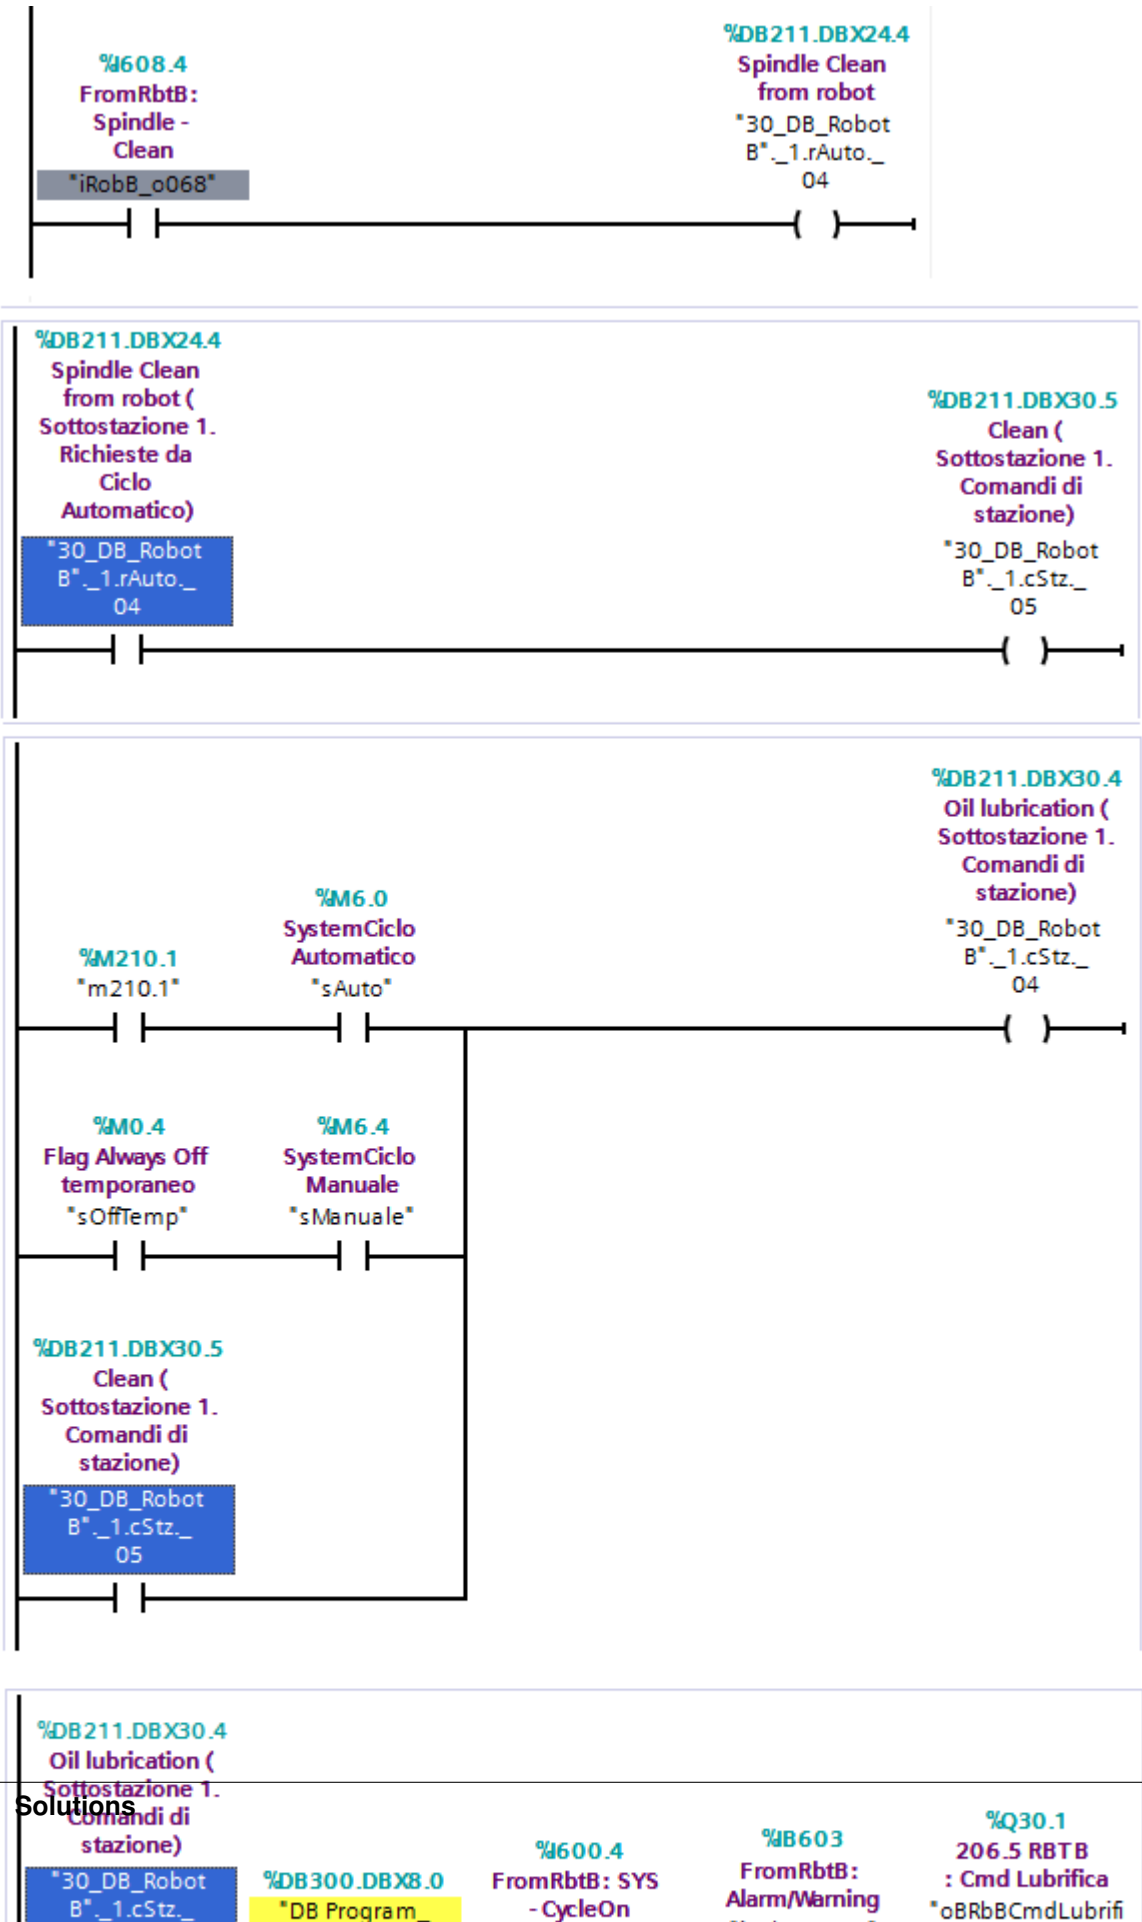 %I608.4
FromRbtB:
Spindle -
Clean
"iRobB_o068"
%DB211.DBX24.4
Spindle Clean
from robot
"30_DB_Robot
B"._1.rAuto._
04
%DB211.DBX24.4
Spindle Clean
from robot (
Sottostazione 1.
Richieste da
Ciclo
Automatico)
"30_DB_Robot
B"._1.rAuto._
04
%DB211.DBX30.5
Clean (
Sottostazione 1.
Comandi di
stazione)
"30_DB_Robot
B"._1.cStz._
05
%M210.1
"m210.1"
%M6.0
SystemCiclo
Automatico
"sAuto"
%DB211.DBX30.4
Oil lubrication (
Sottostazione 1.
Comandi di
stazione)
"30_DB_Robot
B"._1.cStz._
04
%M0.4
Flag Always Off
temporaneo
"sOffTemp"
%M6.4
SystemCiclo
Manuale
"sManuale"
%DB211.DBX30.5
Clean (
Sottostazione 1.
Comandi di
stazione)
"30_DB_Robot
B"._1.cStz._
05
%DB211.DBX30.4
Oil lubrication (
Sottostazione 1.
Solutions
Comandi di
stazione)
"30_DB_Robot
B"._1.cStz._
%DB300.DBX8.0
"DB Program_
%I600.4
FromRbtB: SYS
- CycleOn
%IB603
FromRbtB:
Alarm/Warning
%Q30.1
206.5 RBTB
: Cmd Lubrifica
"oBRbBCmdLubrifi